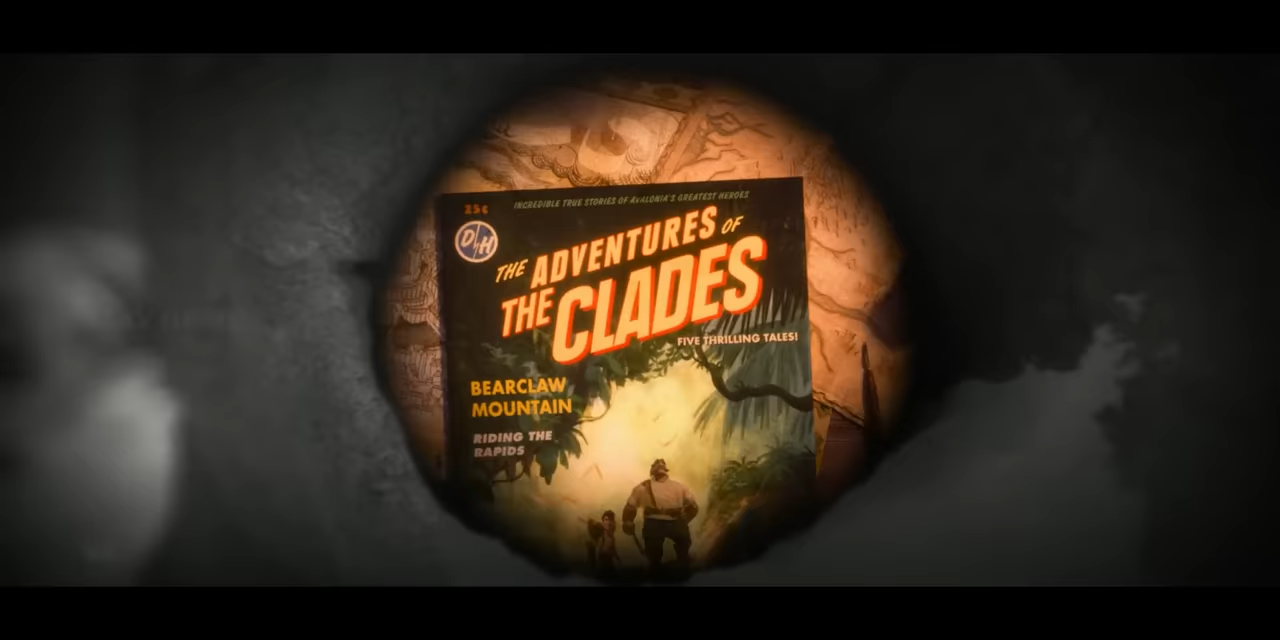 25¢
INCREDIBLE TRUE STORIES OF AVALONIA'S GREATEST HEROES
D/H
THE ADVENTURES OF
THE CLADES
FIVE THRILLING TALES!
BEARCLAW
MOUNTAIN
RIDING THE
RAPIDS